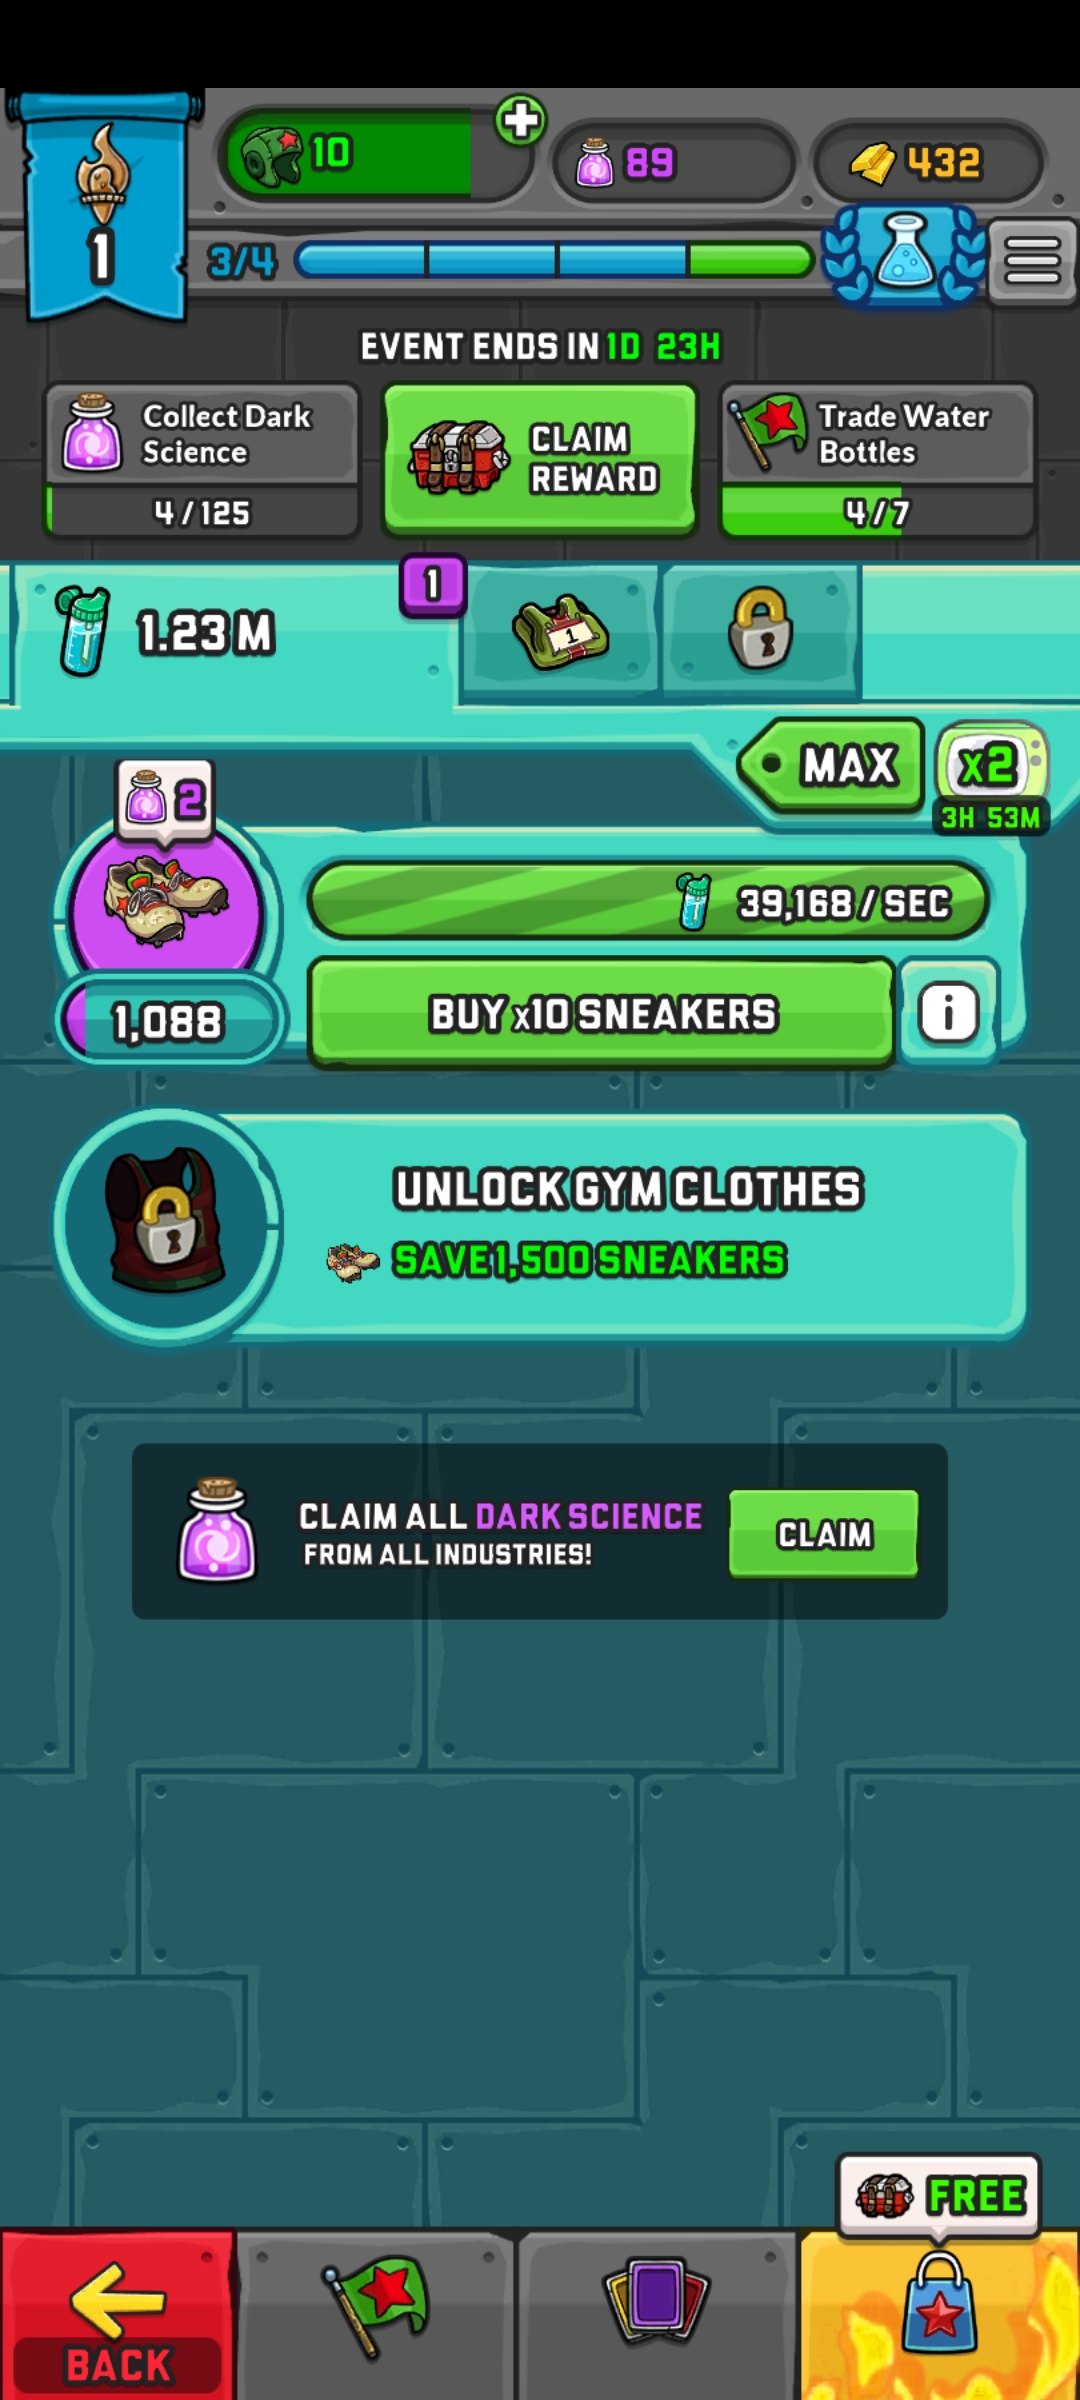 10
89
432
1
3/4
EVENT ENDS IN 1D 23H
Collect Dark
Science
4/125
CLAIM
REWARD
Trade Water
Bottles
4/7
1.23 M
1
1
MAX
x2
3H 53M
2
39,168 / SEC
1,088
BUY x10 SNEAKERS
i
UNLOCK GYM CLOTHES
SAVE 1,500 SNEAKERS
CLAIM ALL DARK SCIENCE
FROM ALL INDUSTRIES!
CLAIM
FREE
BACK